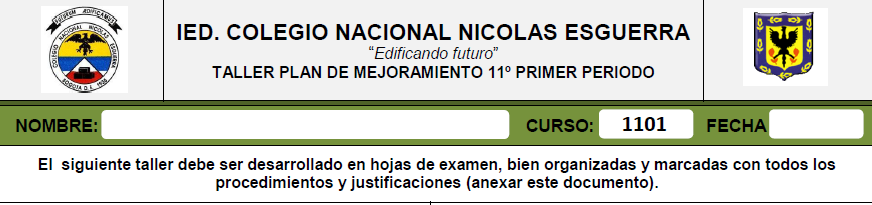 IED. COLEGIO NACIONAL NICOLAS ESGUERRA
“Edificando futuro”
TALLER PLAN DE MEJORAMIENTO 11º PRIMER PERIODO
NOMBRE:
CURSO: 1101
FECHA
El siguiente taller debe ser desarrollado en hojas de examen, bien organizadas y marcadas con todos los
procedimientos y justificaciones (anexar este documento).